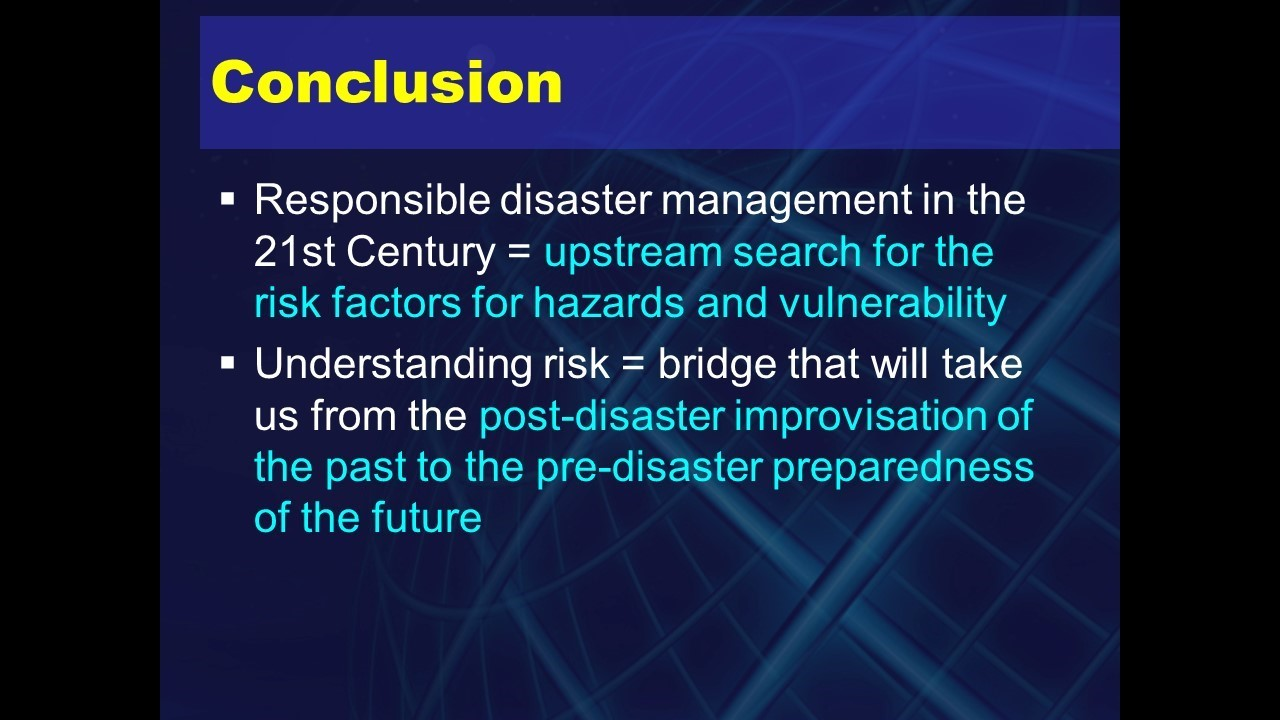 Conclusion
▪ Responsible disaster management in the
21st Century = upstream search for the
risk factors for hazards and vulnerability
▪ Understanding risk = bridge that will take
us from the post-disaster improvisation of
the past to the pre-disaster preparedness
of the future